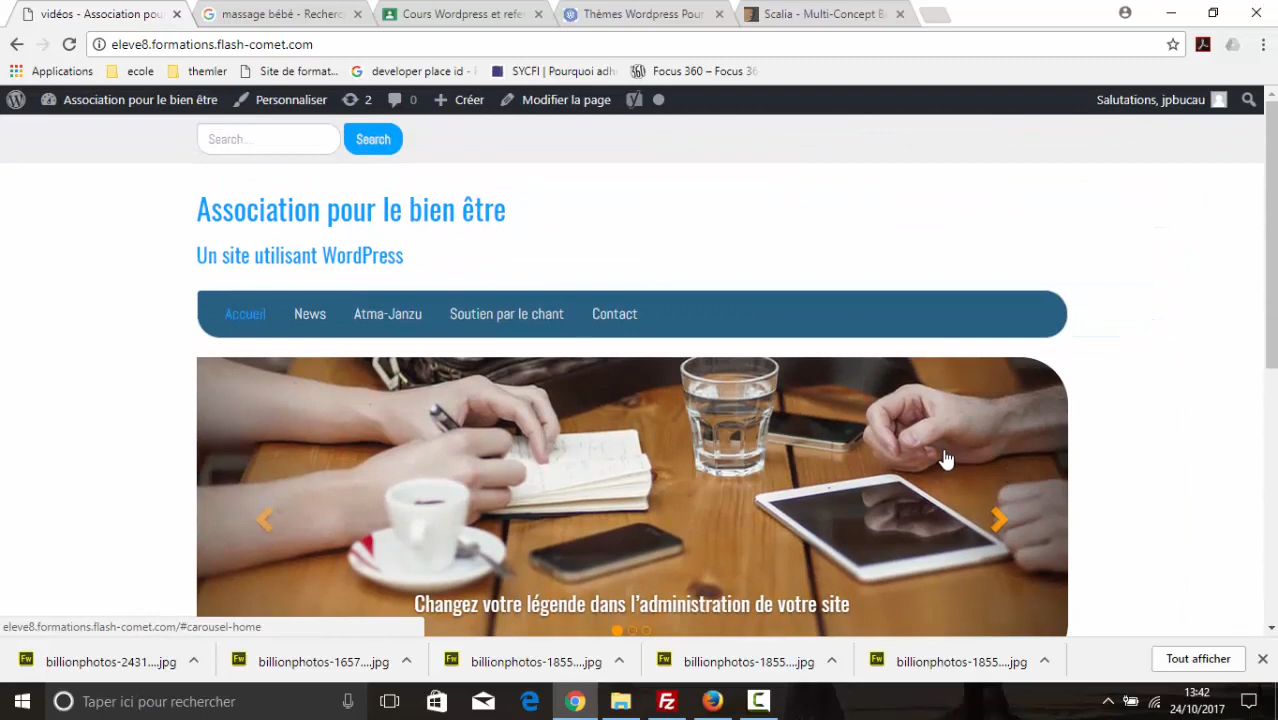 vidéos - Association pou
massage bébé - Recherc
Cours Wordpress et refe
Thèmes Wordpress Pour
Scalia - Multi-Concept B
eleve8.formations.flash-comet.com
Applications
ecole
themler
Site de format...
developer place id -
SYCFI | Pourquoi adh
Focus 360 – Focus 36
Association pour le bien être
Personnaliser
2
0
Créer
Modifier la page
Salutations, jpbucau
Search…
Search
Association pour le bien être
Un site utilisant WordPress
Accueil
News
Atma-Janzu
Soutien par le chant
Contact
Changez votre légende dans l'administration de votre site
eleve8.formations.flash-comet.com/#carousel-home
billionphotos-2431....jpg
billionphotos-1657....jpg
billionphotos-1855....jpg
billionphotos-1855....jpg
billionphotos-1855....jpg
Tout afficher
Taper ici pour rechercher
13:42
24/10/2017